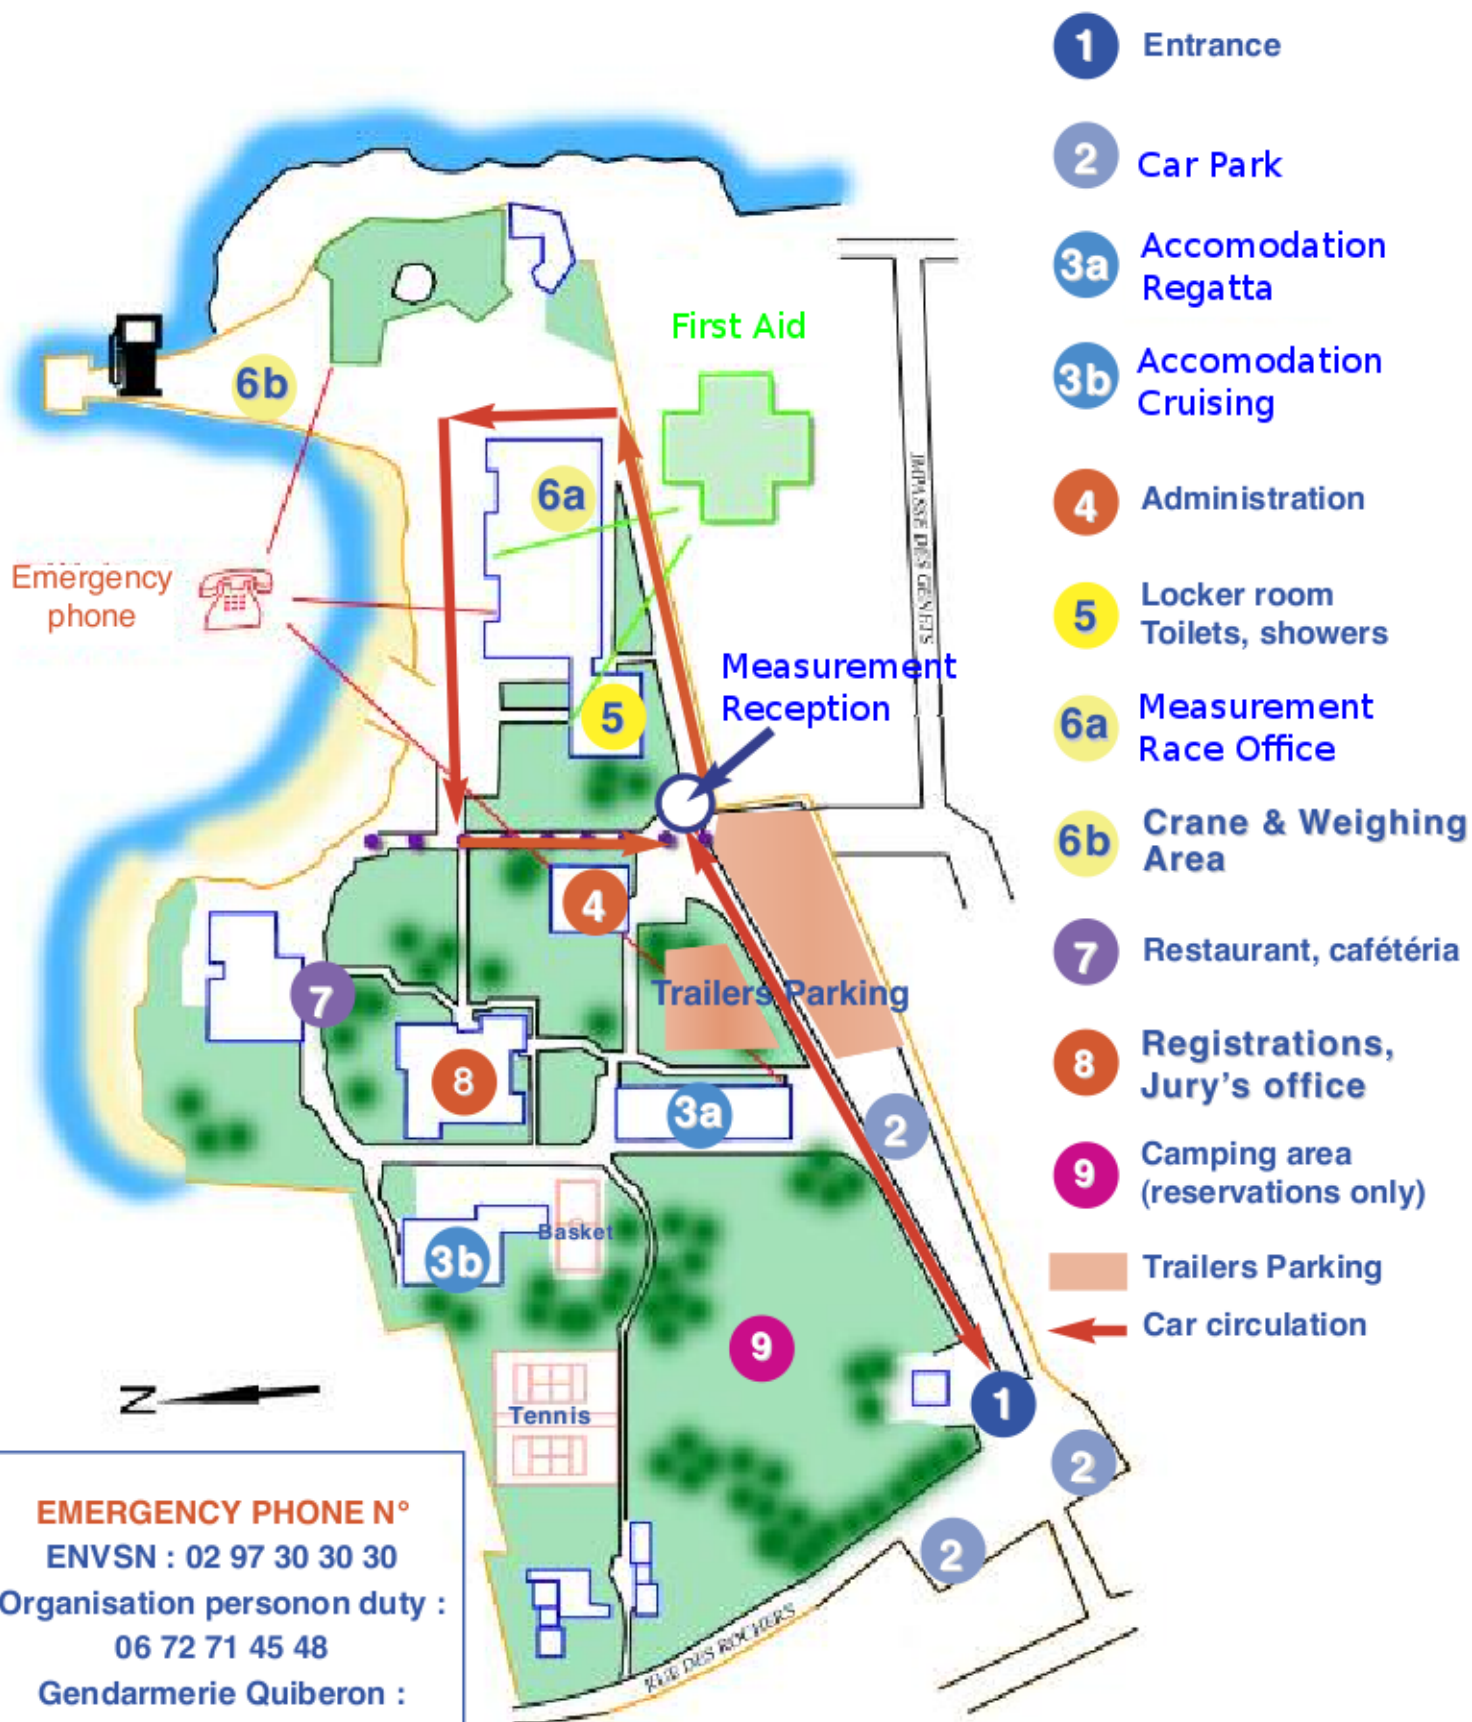 1 Entrance
2 Car Park
3a Accomodation
Regatta
3b Accomodation
Cruising
4 Administration
5 Locker room
Toilets, showers
6a Measurement
Race Office
6b Crane & Weighing
Area
7 Restaurant, cafétéria
8 Registrations,
Jury's office
9 Camping area
(reservations only)
Trailers Parking
Car circulation
First Aid
6b
6a
IMPASSE DES GENETS
Emergency
phone
Measurement
Reception
5
4
Trailers Parking
7
8
3a
2
Basket
3b
9
Tennis
1
2
2
RUE DES ROCHERS
N
EMERGENCY PHONE N°
ENVSN : 02 97 30 30 30
Organisation personon duty :
06 72 71 45 48
Gendarmerie Quiberon :